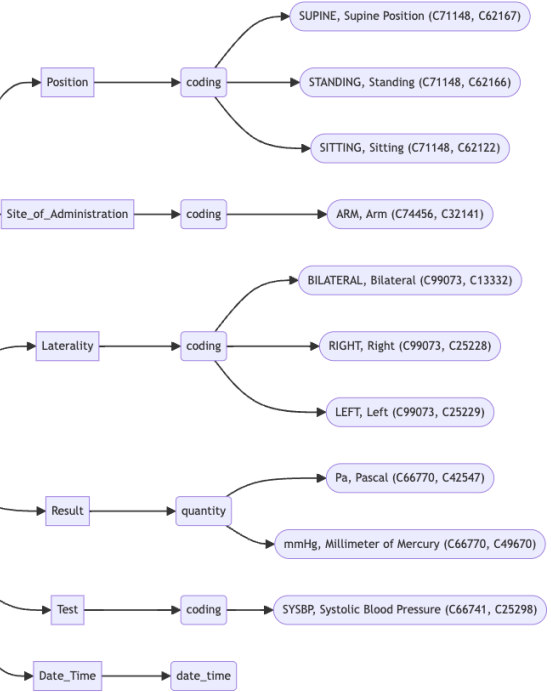 SUPINE, Supine Position (C71148, C62167)
Position
coding
STANDING, Standing (C71148, C62166)
SITTING, Sitting (C71148, C62122)
Site_of_Administration
coding
ARM, Arm (C74456, C32141)
BILATERAL, Bilateral (C99073, C13332)
Laterality
coding
RIGHT, Right (C99073, C25228)
LEFT, Left (C99073, C25229)
Pa, Pascal (C66770, C42547)
Result
quantity
mmHg, Millimeter of Mercury (C66770, C49670)
Test
coding
SYSBP, Systolic Blood Pressure (C66741, C25298)
Date_Time
date_time